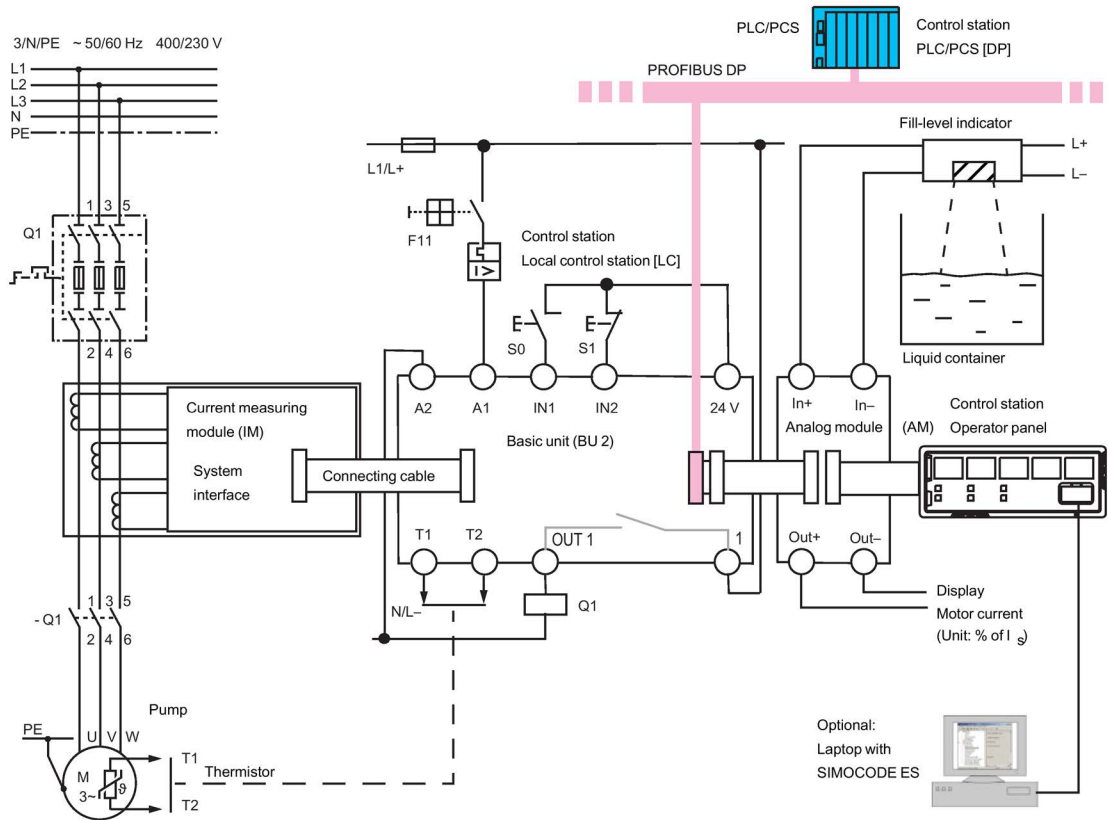 PLC/PCS
Control station
PLC/PCS [DP]
3/N/PE ~ 50/60 Hz 400/230 V
L1
L2
L3
N
PE
PROFIBUS DP
Fill-level indicator
L+
L–
L1/L+
1 3 5
Q1
F11
I>
Control station
Local control station [LC]
S0
S1
2 4 6
Liquid container
A2
A1
IN1
IN2
24 V
In+
In–
Current measuring
module (IM)
System
interface
Connecting cable
Basic unit (BU 2)
Analog module
(AM)
Control station
Operator panel
T1
T2
OUT 1
1
Out+
Out–
N/L–
Q1
Display
Motor current
(Unit: % of I s)
1 3 5
- Q1
2 4 6
Pump
PE
U V W
M
3~
ϑ
T1
T2
Thermistor
Optional:
Laptop with
SIMOCODE ES